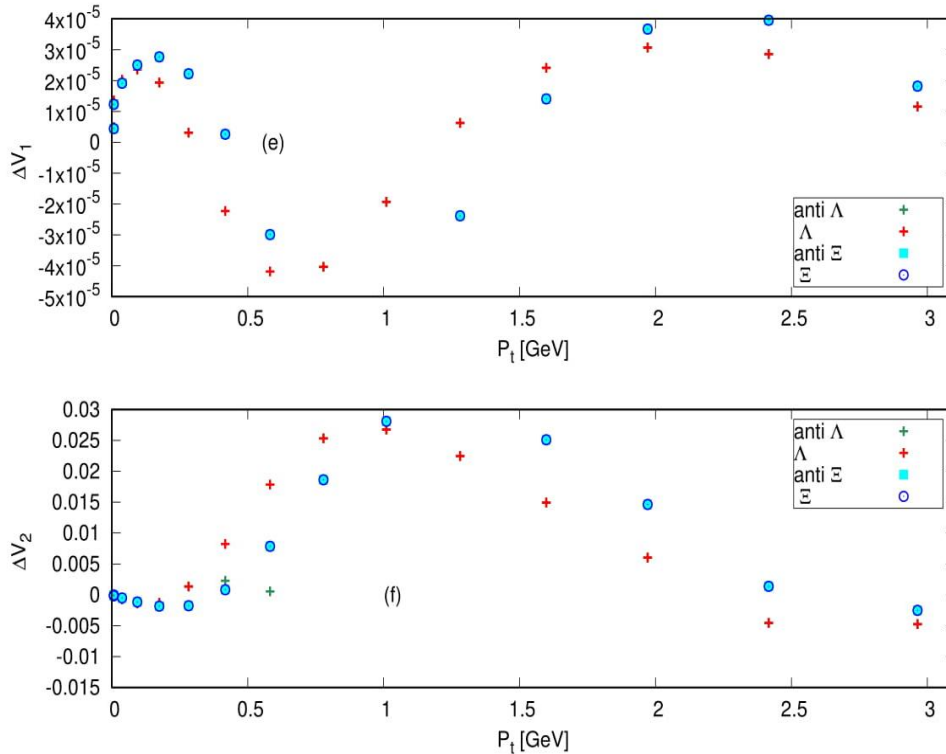 4x10⁻⁵
3x10⁻⁵
2x10⁻⁵
1x10⁻⁵
0
-1x10⁻⁵
-2x10⁻⁵
-3x10⁻⁵
-4x10⁻⁵
-5x10⁻⁵
ΔV₁
(e)
anti Λ
Λ
anti Ξ
Ξ
0 0.5 1 1.5 2 2.5 3
Pₜ [GeV]
0.03
0.025
0.02
0.015
0.01
0.005
0
-0.005
-0.01
-0.015
ΔV₂
(f)
anti Λ
Λ
anti Ξ
Ξ
0 0.5 1 1.5 2 2.5 3
Pₜ [GeV]